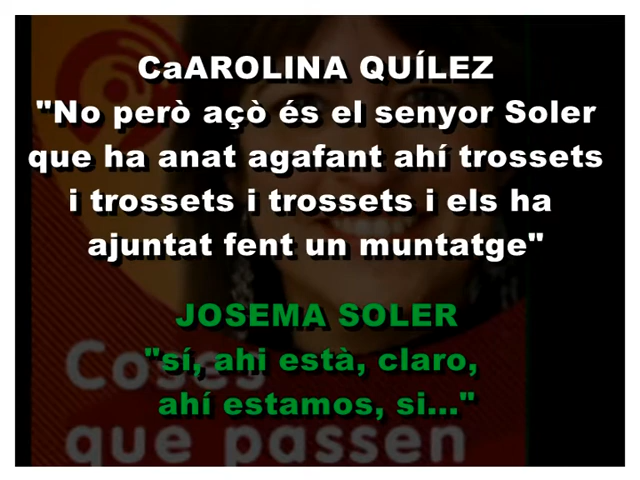 CaAROLINA QUÍLEZ
"No però açò és el senyor Soler
que ha anat agafant ahí trossets
i trossets i trossets i els ha
ajuntat fent un muntatge"
JOSEMA SOLER
"sí, ahi està, claro,
ahí estamos, si..."
Coses
que passen